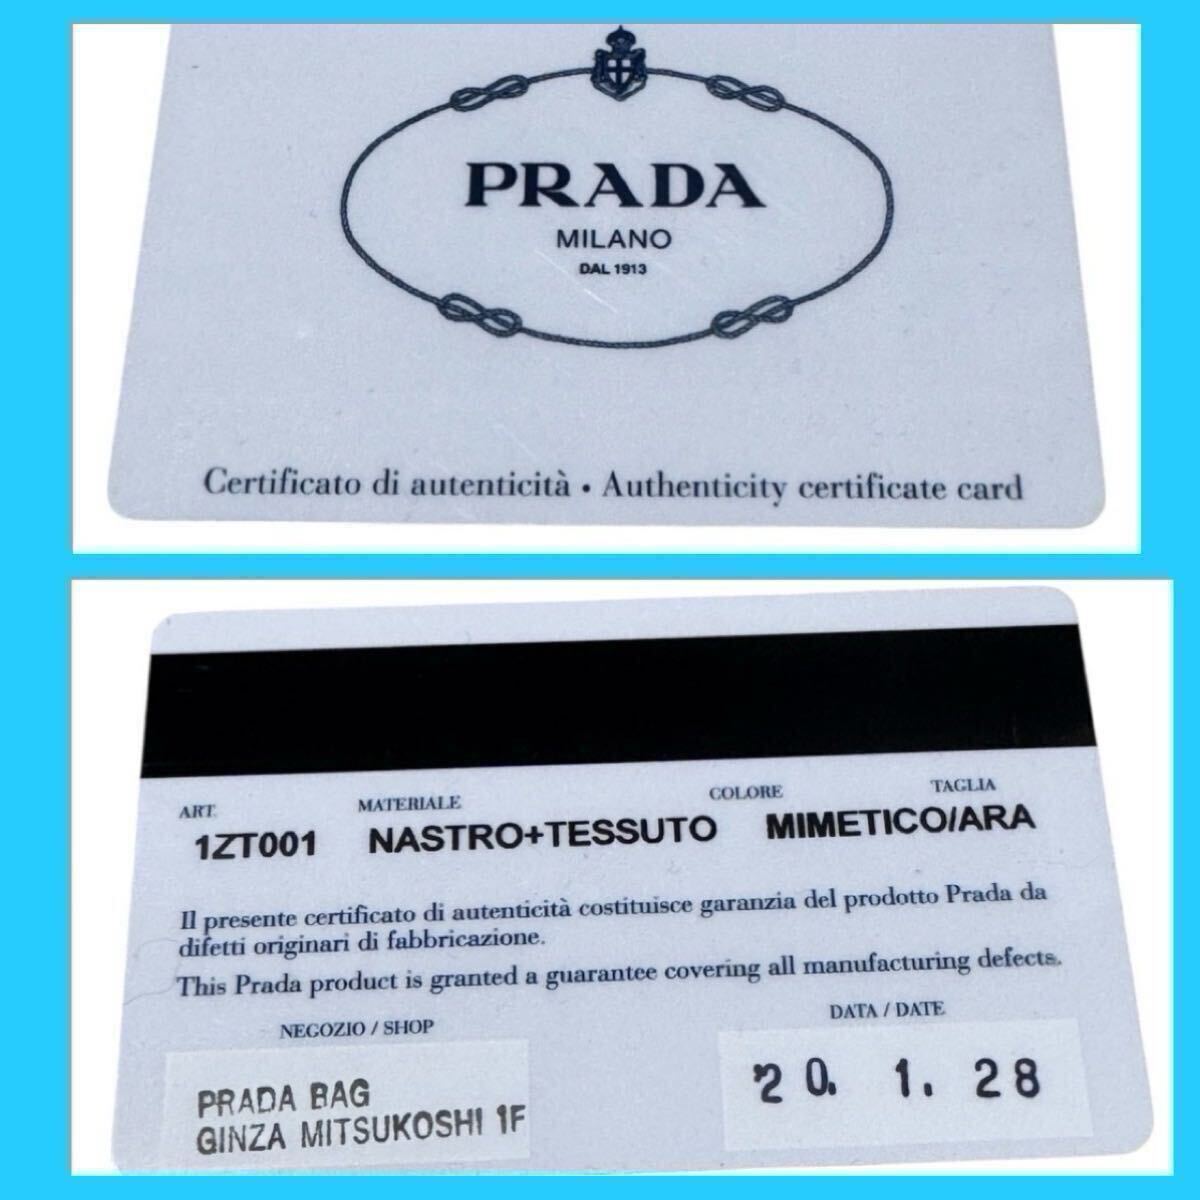 PRADA
MILANO
DAL 1913
Certificato di autenticità • Authenticity certificate card
ART. MATERIALE COLORE TAGLIA
1ZT001 NASTRO+TESSUTO MIMETICO/ARA
Il presente certificato di autenticità costituisce garanzia del prodotto Prada da
difetti originari di fabbricazione.
This Prada product is granted a guarantee covering all manufacturing defects.
NEGOZIO / SHOP DATA / DATE
PRADA BAG
GINZA MITSUKOSHI 1F
'20. 1. 28